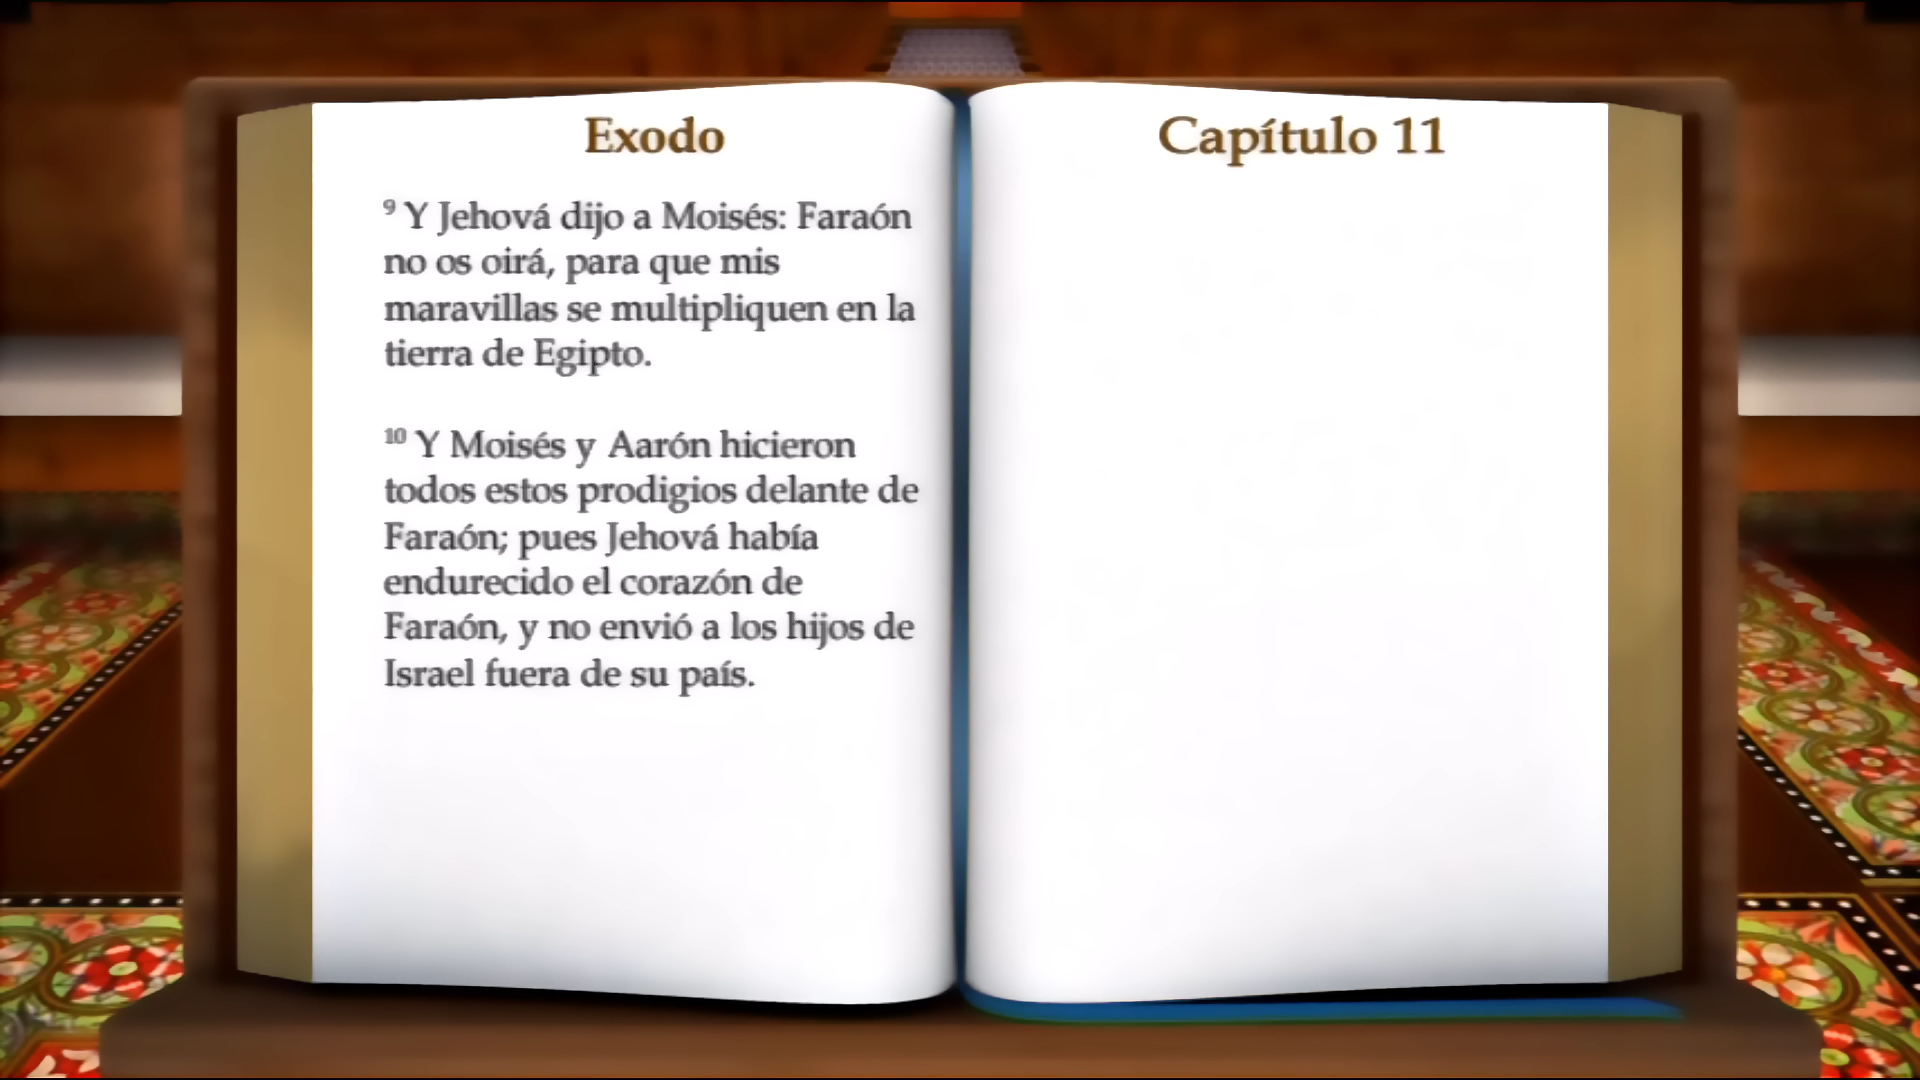 Exodo
Capítulo 11
9 Y Jehová dijo a Moisés: Faraón
no os oirá, para que mis
maravillas se multipliquen en la
tierra de Egipto.
10 Y Moisés y Aarón hicieron
todos estos prodigios delante de
Faraón; pues Jehová había
endurecido el corazón de
Faraón, y no envió a los hijos de
Israel fuera de su país.